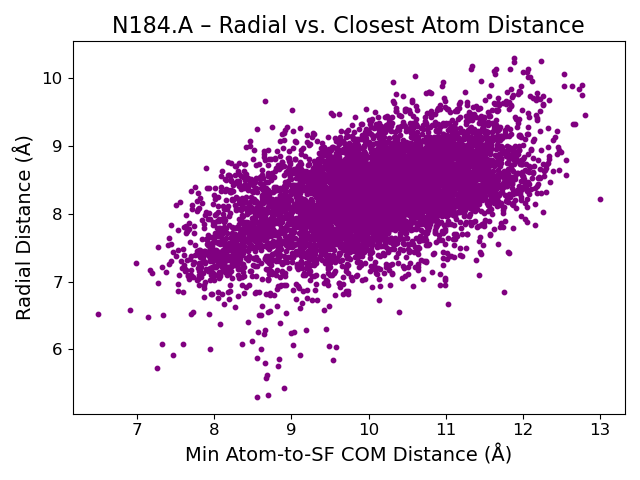 N184.A – Radial vs. Closest Atom Distance
Radial Distance (Å)
10
9
8
7
6
7 8 9 10 11 12 13
Min Atom-to-SF COM Distance (Å)